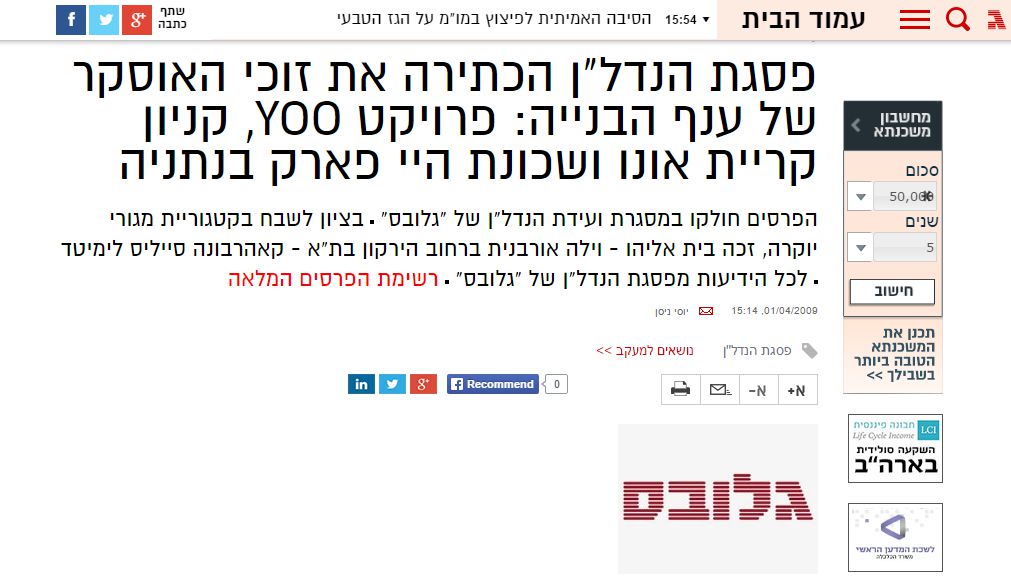 עמוד הבית
15:54 הסיבה האמיתית לפיצוץ במו"מ על הגז הטבעי
שתף
כתבה
פסגת הנדל"ן הכתירה את זוכי האוסקר
של ענף הבנייה: פרויקט YOO, קניון
קריית אונו ושכונת היי פארק בנתניה
הפרסים חולקו במסגרת ועידת הנדל"ן של "גלובס" ▪ בציון לשבח בקטגוריית מגורי
יוקרה, זכה בית אליהו - וילה אורבנית ברחוב הירקון בת"א - קאהרבונה סייליס לימיטד
▪ לכל הידיעות מפסגת הנדל"ן של "גלובס" ▪ רשימת הפרסים המלאה
01/04/2009, 15:14 יוסי ניסן
פסגת הנדל"ן נושאים למעקב >>
א+ א- Recommend 0
גלובס
מחשבון
משכנתא
סכום
50,000
שנים
5
חישוב
תכנן את
המשכנתא
הטובה ביותר
בשבילך >>
LCI תבונה פיננסית
Life Cycle Income
השקעה סולידית
בארה"ב
לשכת המדען הראשי
משרד הכלכלה